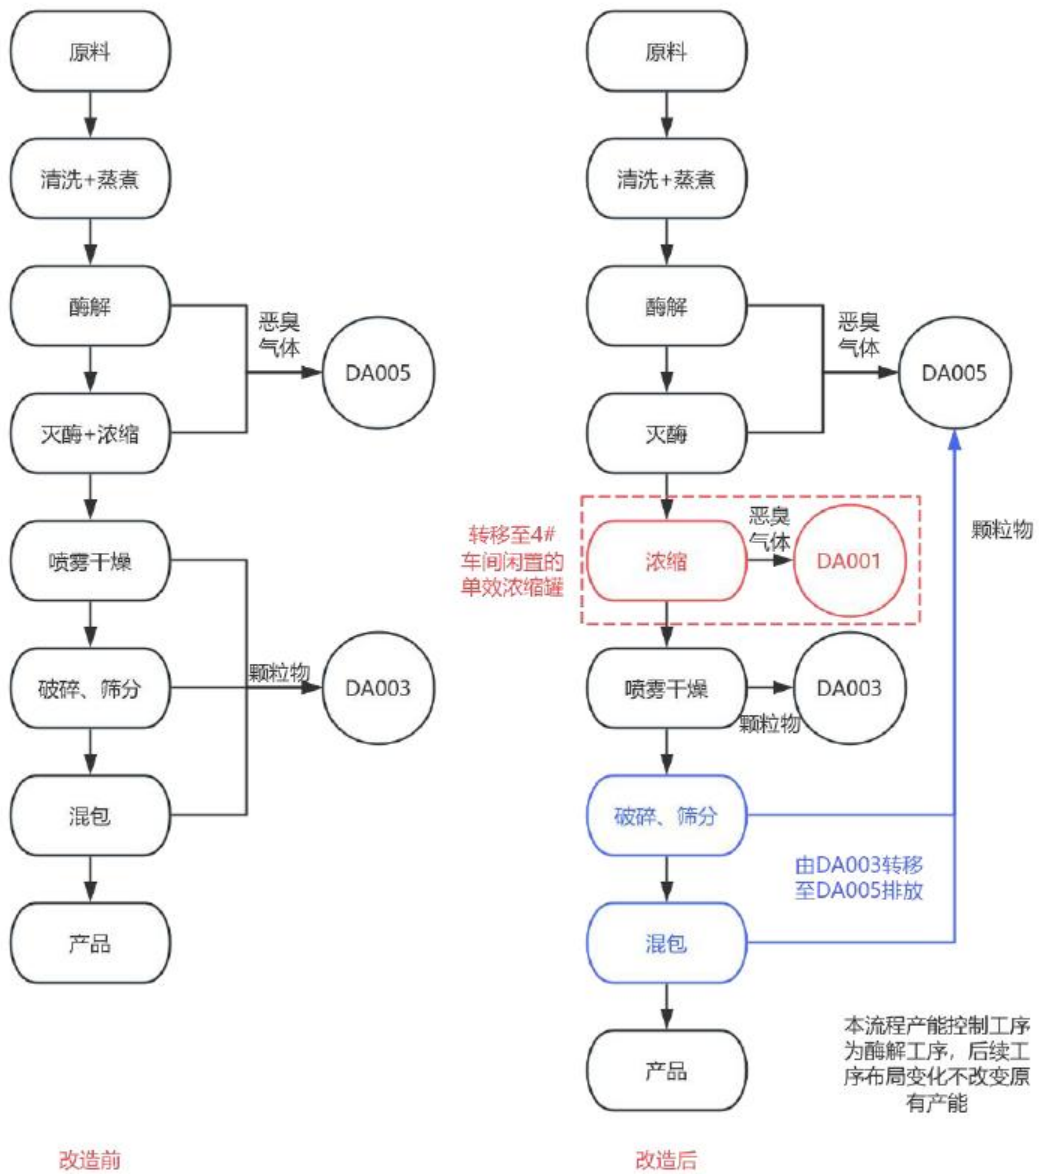 原料
清洗+蒸煮
酶解
恶臭
气体
DA005
灭酶+浓缩
喷雾干燥
破碎、筛分
颗粒物
DA003
混包
产品
改造前
原料
清洗+蒸煮
酶解
恶臭
气体
DA005
灭酶
转移至4#
车间闲置的
单效浓缩罐
浓缩
恶臭
气体
DA001
颗粒物
喷雾干燥
颗粒物
DA003
破碎、筛分
由DA003转移
至DA005排放
混包
产品
本流程产能控制工序
为酶解工序，后续工
序布局变化不改变原
有产能
改造后